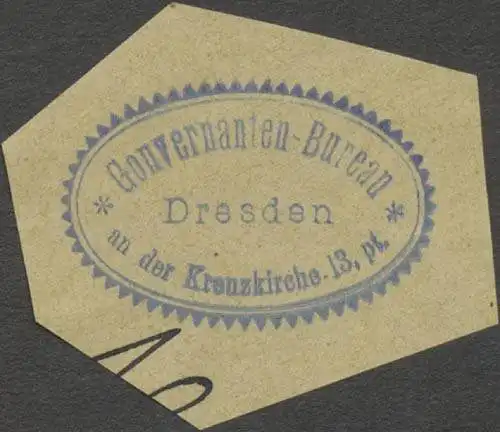 * Gouvernanten-Bureau *
Dresden
an der Kreuzkirche 13, pt.